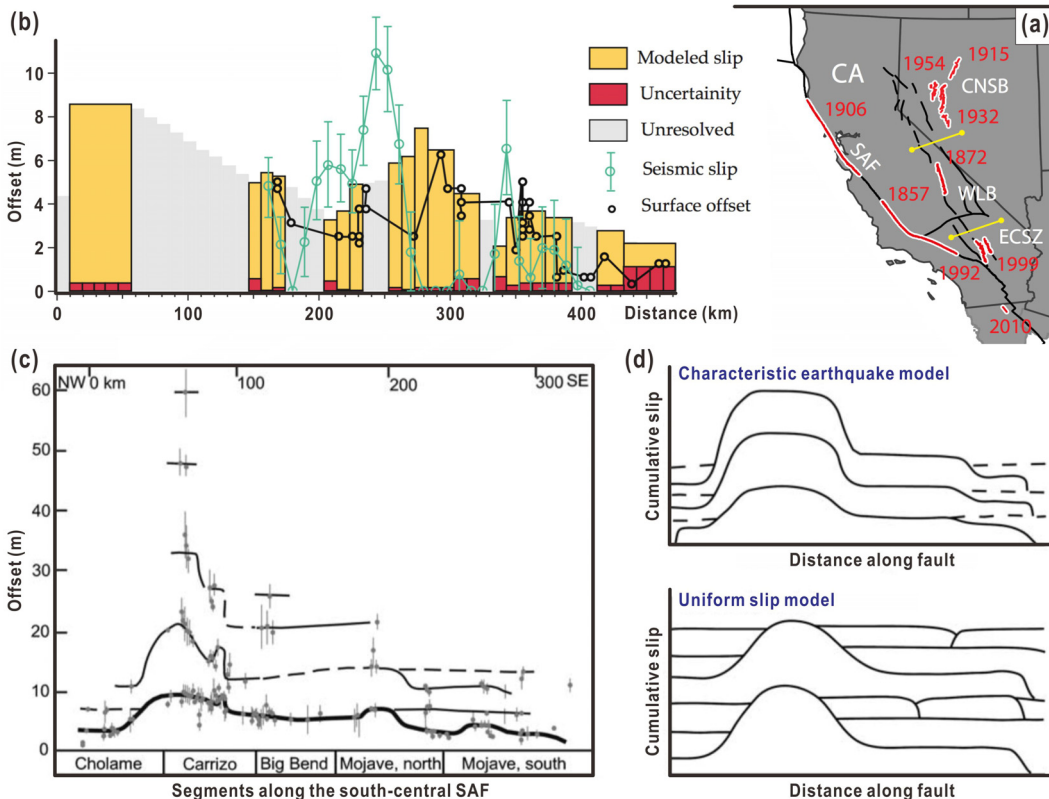 (b)
10
8
6
4
2
0
Offset (m)
0
100
200
300
400
Distance (km)
Modeled slip
Uncertainity
Unresolved
Seismic slip
Surface offset
(a)
CA
1954
1915
CNSB
1906
1932
SAF
1872
1857
WLB
ECSZ
1992
1999
2010
(c)
NW 0 km
100
200
300 SE
60
50
40
30
20
10
0
Offset (m)
Cholame
Carrizo
Big Bend
Mojave, north
Mojave, south
Segments along the south-central SAF
(d)
Characteristic earthquake model
Cumulative slip
Distance along fault
Uniform slip model
Cumulative slip
Distance along fault